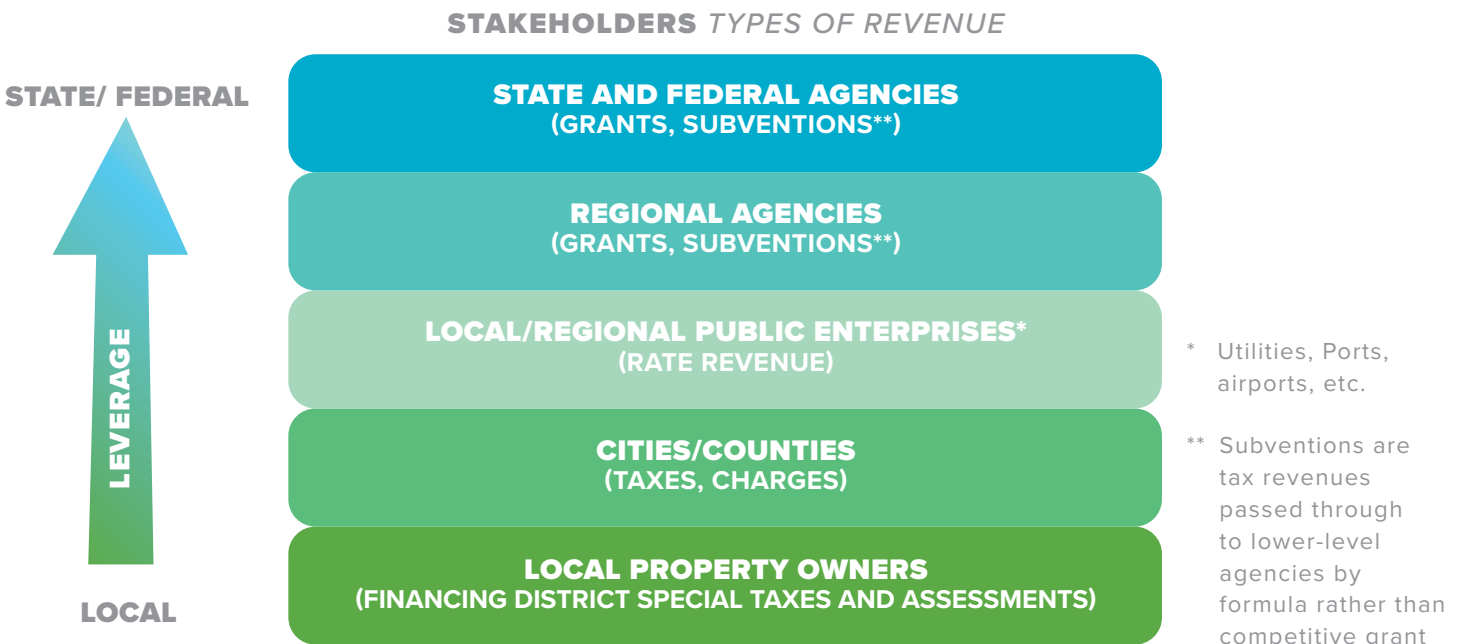 STAKEHOLDERS TYPES OF REVENUE
STATE/ FEDERAL
LEVERAGE
LOCAL
STATE AND FEDERAL AGENCIES
(GRANTS, SUBVENTIONS**)
REGIONAL AGENCIES
(GRANTS, SUBVENTIONS**)
LOCAL/REGIONAL PUBLIC ENTERPRISES*
(RATE REVENUE)
CITIES/COUNTIES
(TAXES, CHARGES)
LOCAL PROPERTY OWNERS
(FINANCING DISTRICT SPECIAL TAXES AND ASSESSMENTS)
* Utilities, Ports,
airports, etc.
** Subventions are
tax revenues
passed through
to lower-level
agencies by
formula rather than
competitive grant